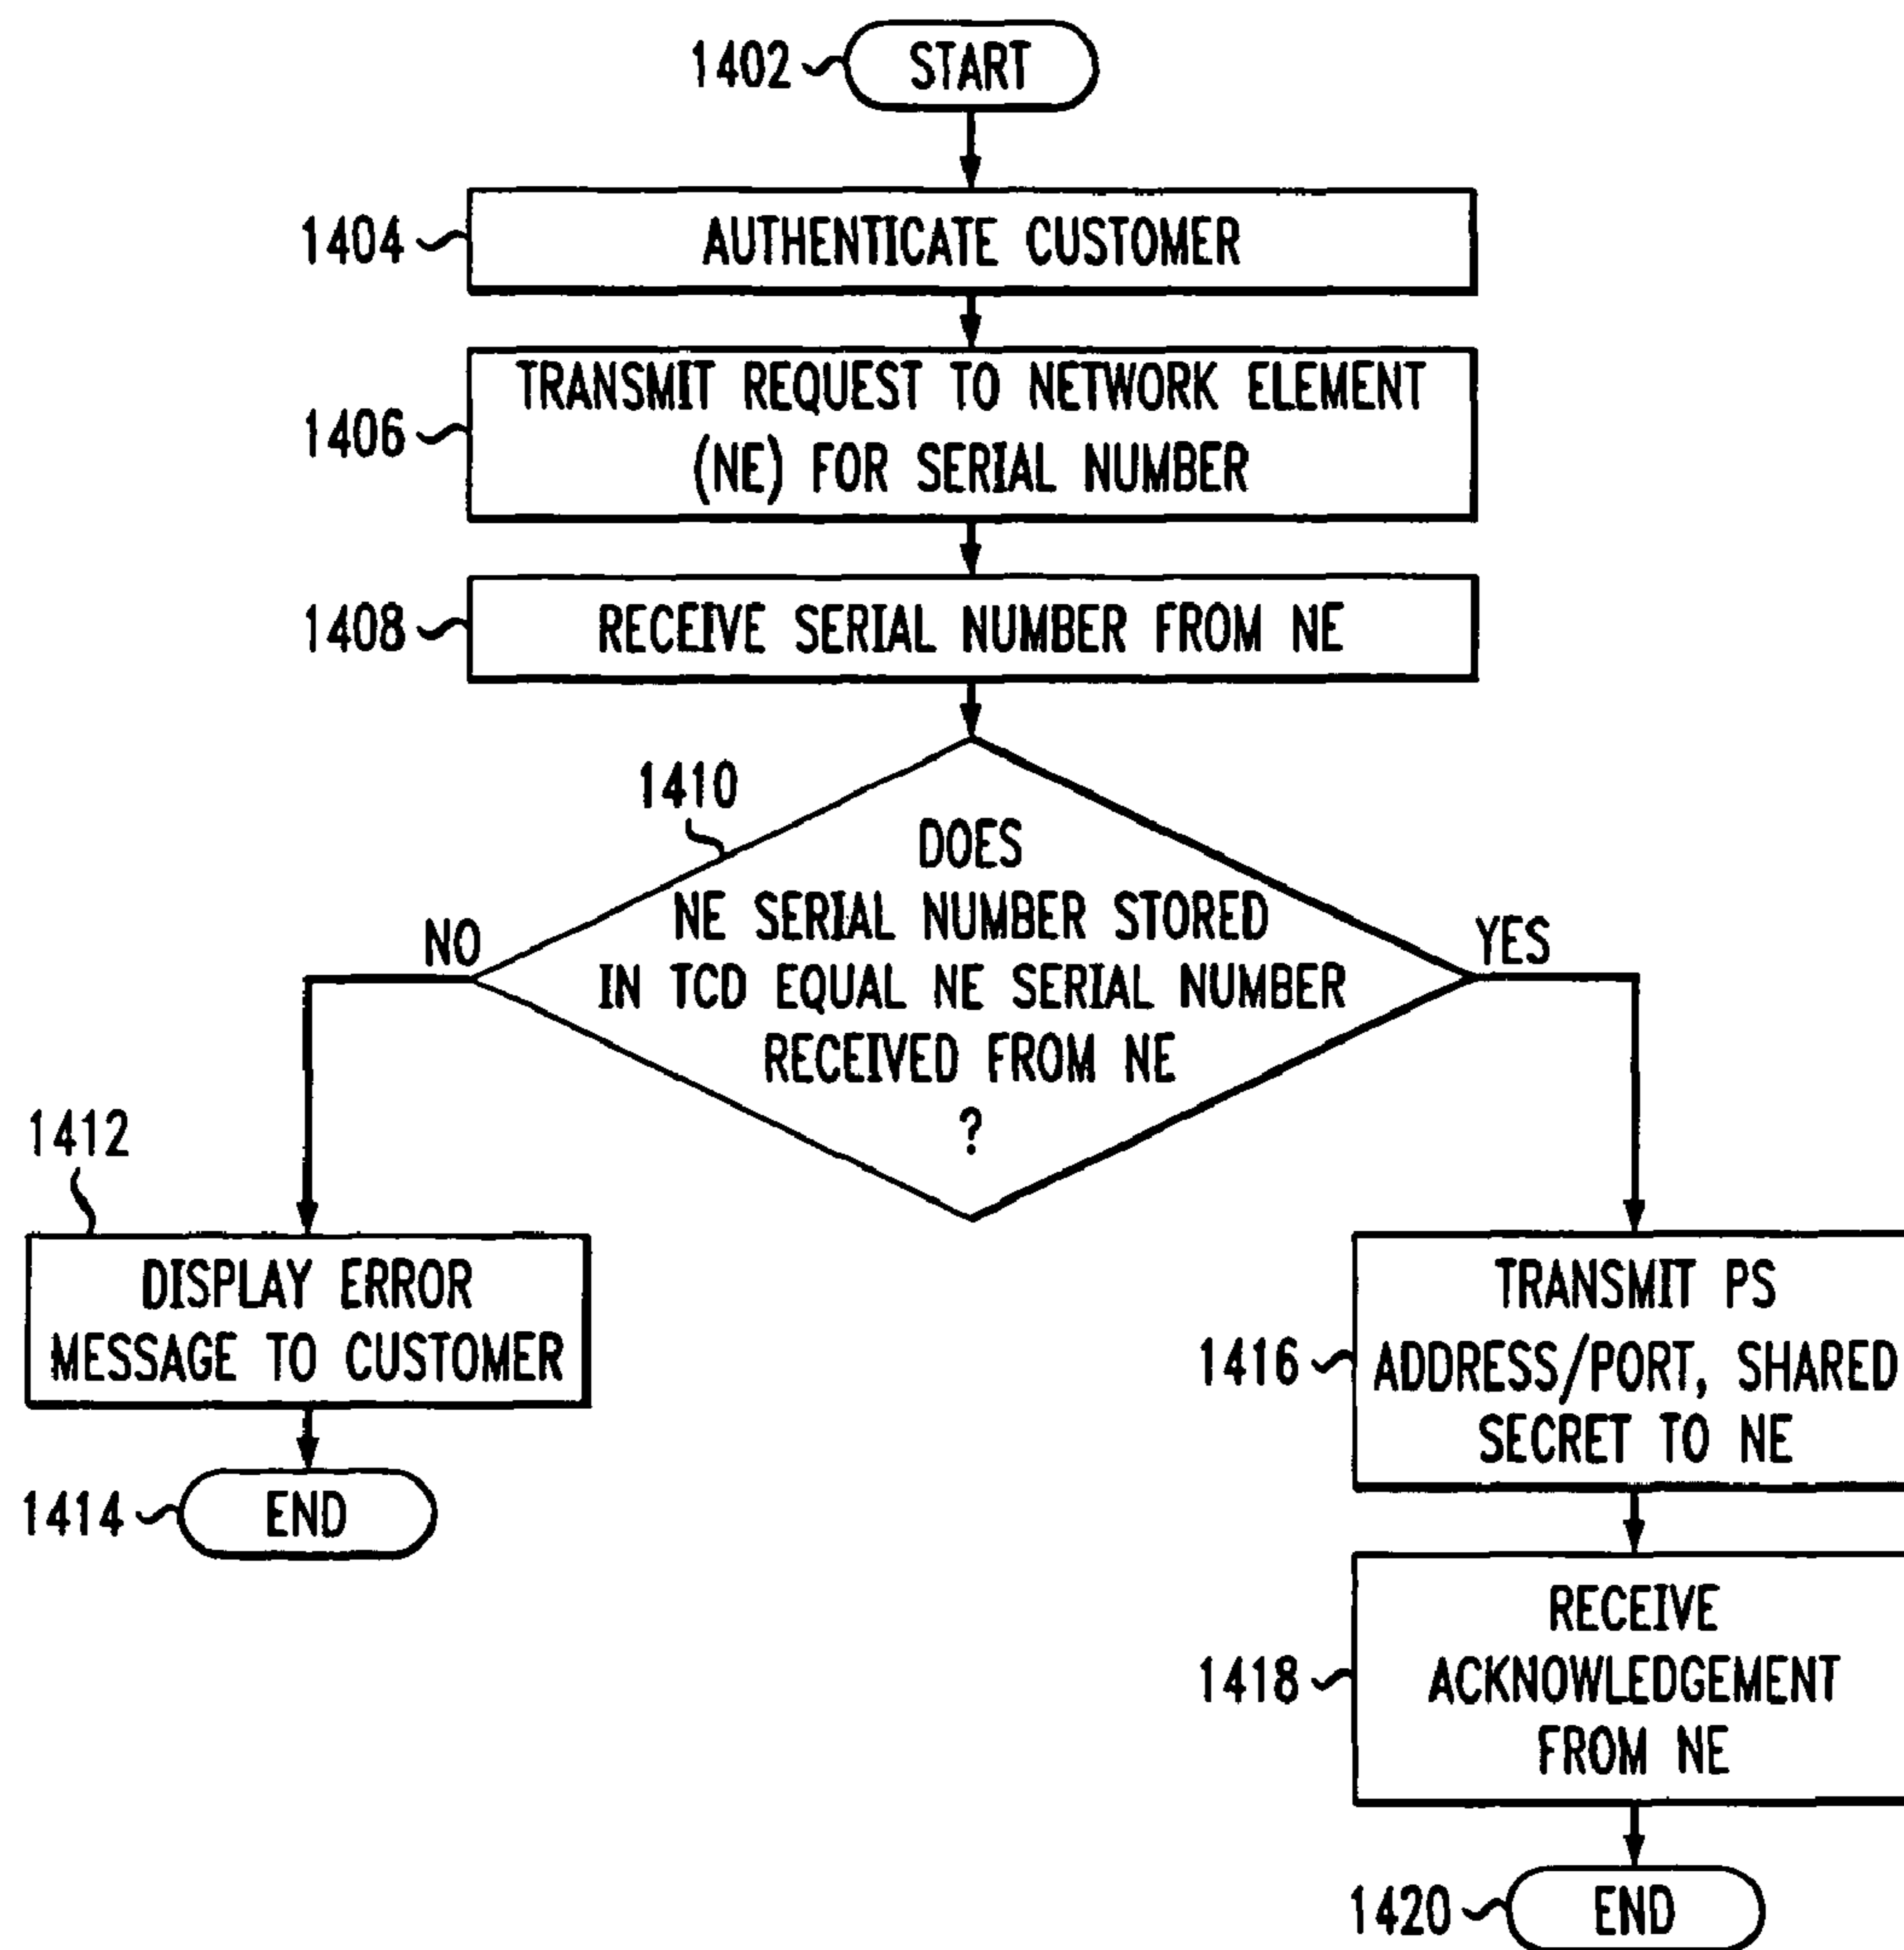 1402
START
1404
AUTHENTICATE CUSTOMER
1406
TRANSMIT REQUEST TO NETWORK ELEMENT
(NE) FOR SERIAL NUMBER
1408
RECEIVE SERIAL NUMBER FROM NE
1410
DOES
NE SERIAL NUMBER STORED
IN TCD EQUAL NE SERIAL NUMBER
RECEIVED FROM NE
?
NO
YES
1412
DISPLAY ERROR
MESSAGE TO CUSTOMER
1414
END
1416
TRANSMIT PS
ADDRESS/PORT, SHARED
SECRET TO NE
1418
RECEIVE
ACKNOWLEDGEMENT
FROM NE
1420
END